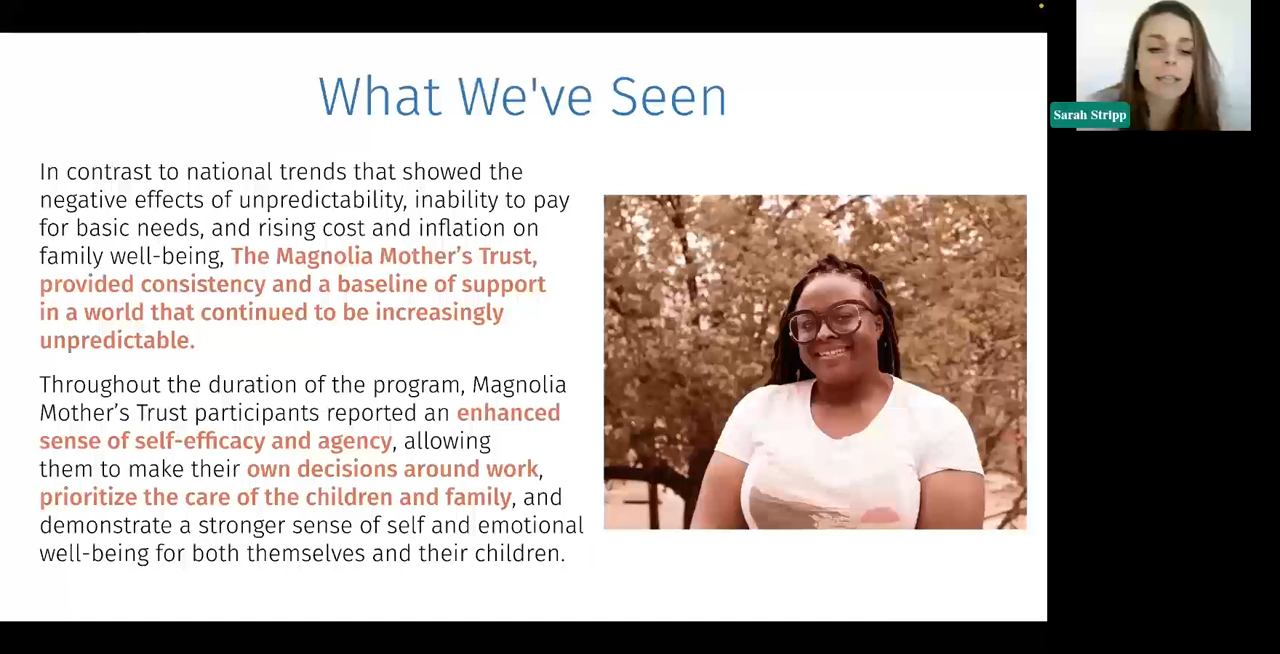 What We've Seen
In contrast to national trends that showed the
negative effects of unpredictability, inability to pay
for basic needs, and rising cost and inflation on
family well-being, The Magnolia Mother’s Trust,
provided consistency and a baseline of support
in a world that continued to be increasingly
unpredictable.
Throughout the duration of the program, Magnolia
Mother’s Trust participants reported an enhanced
sense of self-efficacy and agency, allowing
them to make their own decisions around work,
prioritize the care of the children and family, and
demonstrate a stronger sense of self and emotional
well-being for both themselves and their children.
Sarah Stripp